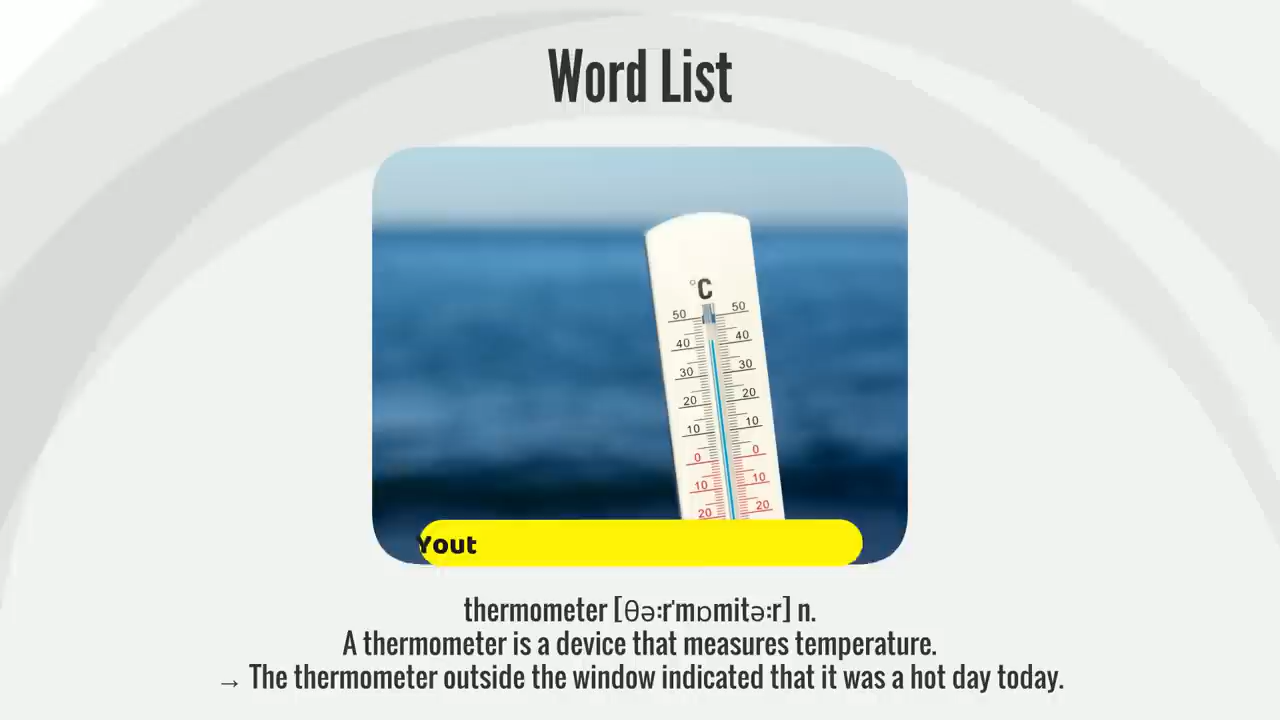 Word List
°C
50 50
40 40
30 30
20 20
10 10
0 0
10 10
20 20
Yout
thermometer [θə:rˈmɒmitə:r] n.
A thermometer is a device that measures temperature.
→ The thermometer outside the window indicated that it was a hot day today.